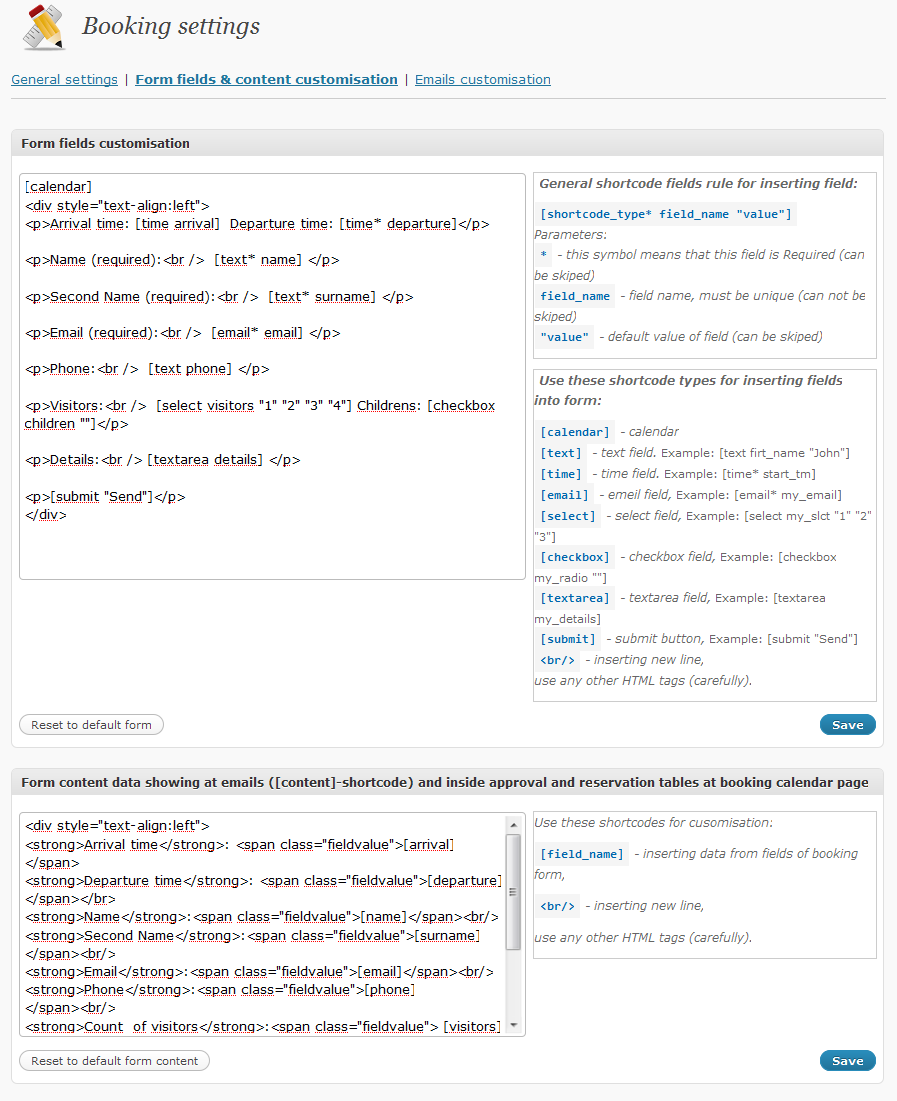 Booking settings
General settings | Form fields & content customisation | Emails customisation
Form fields customisation
[calendar]
<div style="text-align:left">
<p>Arrival time: [time arrival]  Departure time: [time* departure]</p>
<p>Name (required):<br />  [text* name] </p>
<p>Second Name (required):<br />  [text* surname] </p>
<p>Email (required):<br />  [email* email] </p>
<p>Phone:<br />  [text phone] </p>
<p>Visitors:<br />  [select visitors "1" "2" "3" "4"] Childrens: [checkbox
children ""]</p>
<p>Details:<br /> [textarea details] </p>
<p>[submit "Send"]</p>
</div>
General shortcode fields rule for inserting field:
[shortcode_type* field_name "value"]
Parameters:
* - this symbol means that this field is Required (can
be skiped)
field_name - field name, must be unique (can not be
skiped)
"value" - default value of field (can be skiped)
Use these shortcode types for inserting fields
into form:
[calendar] - calendar
[text] - text field. Example: [text firt_name "John"]
[time] - time field. Example: [time* start_tm]
[email] - emeil field, Example: [email* my_email]
[select] - select field, Example: [select my_slct "1" "2"
"3"]
[checkbox] - checkbox field, Example: [checkbox
my_radio ""]
[textarea] - textarea field, Example: [textarea
my_details]
[submit] - submit button, Example: [submit "Send"]
<br/> - inserting new line,
use any other HTML tags (carefully).
Reset to default form
Save
Form content data showing at emails ([content]-shortcode) and inside approval and reservation tables at booking calendar page
<div style="text-align:left">
<strong>Arrival time</strong>: <span class="fieldvalue">[arrival]
</span>
<strong>Departure time</strong>: <span class="fieldvalue">[departure]
</span></br>
<strong>Name</strong>:<span class="fieldvalue">[name]</span><br/>
<strong>Second Name</strong>:<span class="fieldvalue">[surname]
</span><br/>
<strong>Email</strong>:<span class="fieldvalue">[email]</span><br/>
<strong>Phone</strong>:<span class="fieldvalue">[phone]
</span><br/>
<strong>Count  of visitors</strong>:<span class="fieldvalue"> [visitors]
Use these shortcodes for cusomisation:
[field_name] - inserting data from fields of booking
form,
<br/> - inserting new line,
use any other HTML tags (carefully).
Reset to default form content
Save